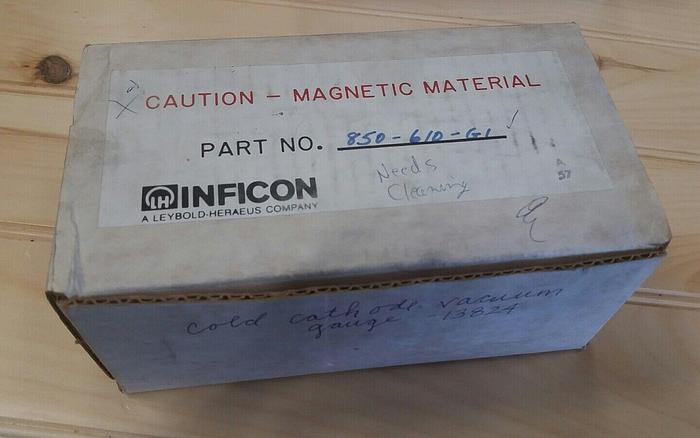 CAUTION – MAGNETIC MATERIAL
PART NO. 850-610-G1
Needs
Cleaning
A
57
LH INFICON
A LEYBOLD-HERAEUS COMPANY
cold cathode vacuum
gauge -13824